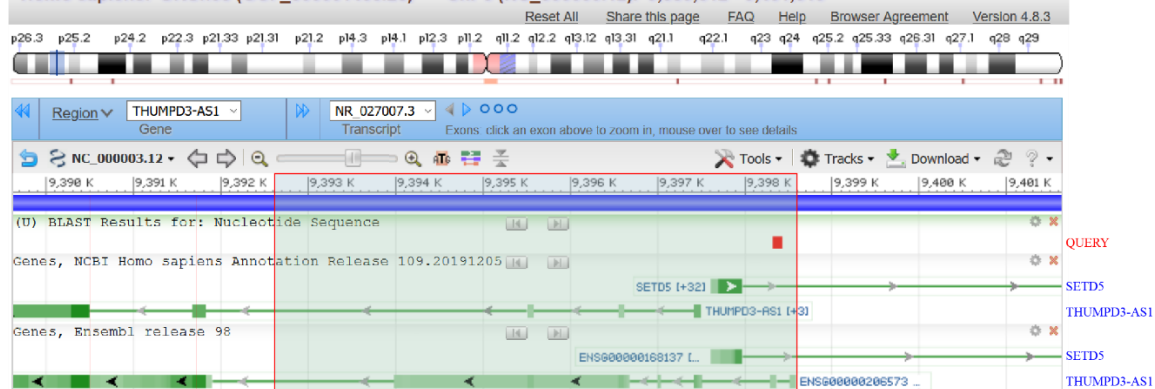 Reset All Share this page FAQ Help Browser Agreement Version 4.8.3
p26.3 p25.2 p24.2 p22.3 p21.33 p21.31 p21.2 p14.3 p14.1 p12.3 p11.2 q11.2 q12.2 q13.12 q13.31 q21.1 q22.1 q23 q24 q25.2 q25.33 q26.31 q27.1 q28 q29
Region THUMPD3-AS1 NR_027007.3
Gene Transcript Exons click an exon above to zoom in, mouse over to see details
NC_000003.12 ATG Tools Tracks Download ?
9,390 K 9,391 K 9,392 K 9,393 K 9,394 K 9,395 K 9,396 K 9,397 K 9,398 K 9,399 K 9,400 K 9,401 K
(U) BLAST Results for: Nucleotide Sequence
QUERY
Genes, NCBI Homo sapiens Annotation Release 109.20191205
SETD5 [+32] SETD5
THUMPD3-AS1 [+3] THUMPD3-AS1
Genes, Ensembl release 98
ENSG00000168137 [… SETD5
ENSG00000206573 … THUMPD3-AS1